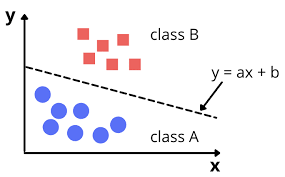 y
class B
y = ax + b
class A
x